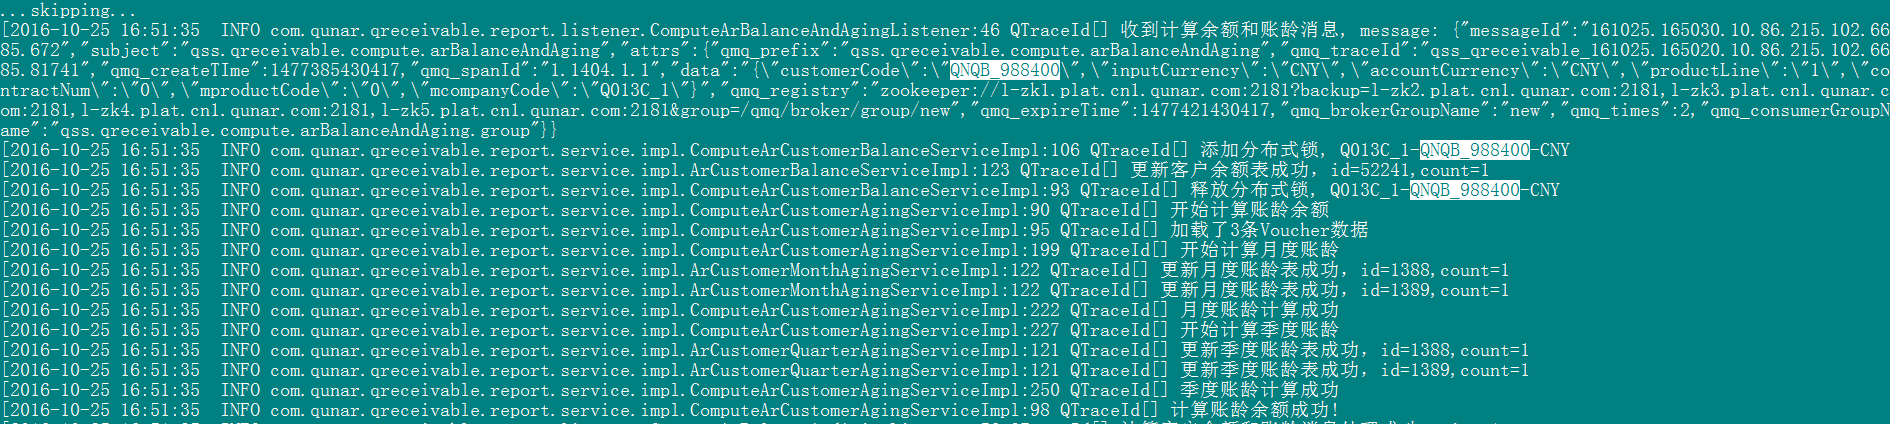 ...skipping...
[2016-10-25 16:51:35  INFO com.qunar.qreceivable.report.listener.ComputeArBalanceAndAgingListener:46 QTraceId[] 收到计算余额和账龄消息, message: {"messageId":"161025.165030.10.86.215.102.66
85.672","subject":"qss.qreceivable.compute.arBalanceAndAging","attrs":{"qmq_prefix":"qss.qreceivable.compute.arBalanceAndAging","qmq_traceId":"qss_qreceivable_161025.165020.10.86.215.102.66
85.81741","qmq_createTIme":1477385430417,"qmq_spanId":"1.1404.1.1","data":"{\"customerCode\":\"QNQB_988400\",\"inputCurrency\":\"CNY\",\"accountCurrency\":\"CNY\",\"productLine\":\"1\",\"co
ntractNum\":\"0\",\"mproductCode\":\"0\",\"mcompanyCode\":\"Q013C_1\"}","qmq_registry":"zookeeper://l-zk1.plat.cn1.qunar.com:2181?backup=l-zk2.plat.cn1.qunar.com:2181,l-zk3.plat.cn1.qunar.c
om:2181,l-zk4.plat.cn1.qunar.com:2181,l-zk5.plat.cn1.qunar.com:2181&group=/qmq/broker/group/new","qmq_expireTime":1477421430417,"qmq_brokerGroupName":"new","qmq_times":2,"qmq_consumerGroupN
ame":"qss.qreceivable.compute.arBalanceAndAging.group"}}
[2016-10-25 16:51:35  INFO com.qunar.qreceivable.report.service.impl.ComputeArCustomerBalanceServiceImpl:106 QTraceId[] 添加分布式锁, Q013C_1-QNQB_988400-CNY
[2016-10-25 16:51:35  INFO com.qunar.qreceivable.report.service.impl.ArCustomerBalanceServiceImpl:123 QTraceId[] 更新客户余额表成功，id=52241,count=1
[2016-10-25 16:51:35  INFO com.qunar.qreceivable.report.service.impl.ComputeArCustomerBalanceServiceImpl:93 QTraceId[] 释放分布式锁, Q013C_1-QNQB_988400-CNY
[2016-10-25 16:51:35  INFO com.qunar.qreceivable.report.service.impl.ComputeArCustomerAgingServiceImpl:90 QTraceId[] 开始计算账龄余额
[2016-10-25 16:51:35  INFO com.qunar.qreceivable.report.service.impl.ComputeArCustomerAgingServiceImpl:95 QTraceId[] 加载了3条Voucher数据
[2016-10-25 16:51:35  INFO com.qunar.qreceivable.report.service.impl.ComputeArCustomerAgingServiceImpl:199 QTraceId[] 开始计算月度账龄
[2016-10-25 16:51:35  INFO com.qunar.qreceivable.report.service.impl.ArCustomerMonthAgingServiceImpl:122 QTraceId[] 更新月度账龄表成功，id=1388,count=1
[2016-10-25 16:51:35  INFO com.qunar.qreceivable.report.service.impl.ArCustomerMonthAgingServiceImpl:122 QTraceId[] 更新月度账龄表成功，id=1389,count=1
[2016-10-25 16:51:35  INFO com.qunar.qreceivable.report.service.impl.ComputeArCustomerAgingServiceImpl:222 QTraceId[] 月度账龄计算成功
[2016-10-25 16:51:35  INFO com.qunar.qreceivable.report.service.impl.ComputeArCustomerAgingServiceImpl:227 QTraceId[] 开始计算季度账龄
[2016-10-25 16:51:35  INFO com.qunar.qreceivable.report.service.impl.ArCustomerQuarterAgingServiceImpl:121 QTraceId[] 更新季度账龄表成功，id=1388,count=1
[2016-10-25 16:51:35  INFO com.qunar.qreceivable.report.service.impl.ArCustomerQuarterAgingServiceImpl:121 QTraceId[] 更新季度账龄表成功，id=1389,count=1
[2016-10-25 16:51:35  INFO com.qunar.qreceivable.report.service.impl.ComputeArCustomerAgingServiceImpl:250 QTraceId[] 季度账龄计算成功
[2016-10-25 16:51:35  INFO com.qunar.qreceivable.report.service.impl.ComputeArCustomerAgingServiceImpl:98 QTraceId[] 计算账龄余额成功!